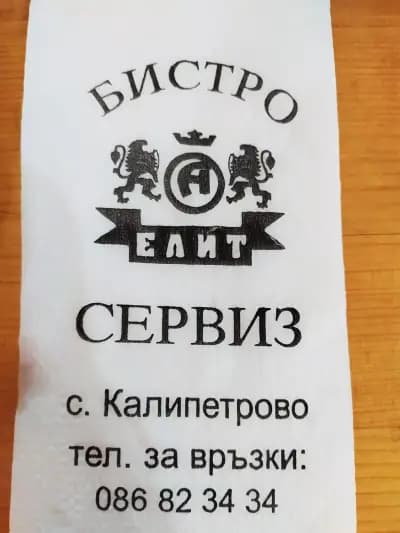 БИСТРО
А
ЕЛИТ
СЕРВИЗ
с. Калипетрово
тел. за връзки:
086 82 34 34